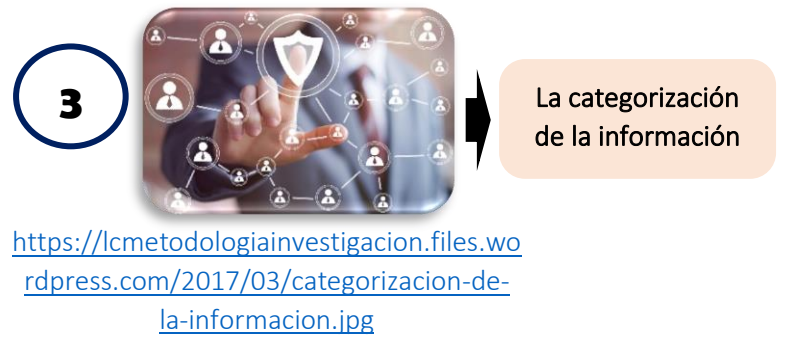 3
La categorización
de la información
https://lcmetodologiainvestigacion.files.wo
rdpress.com/2017/03/categorizacion-de-
la-informacion.jpg